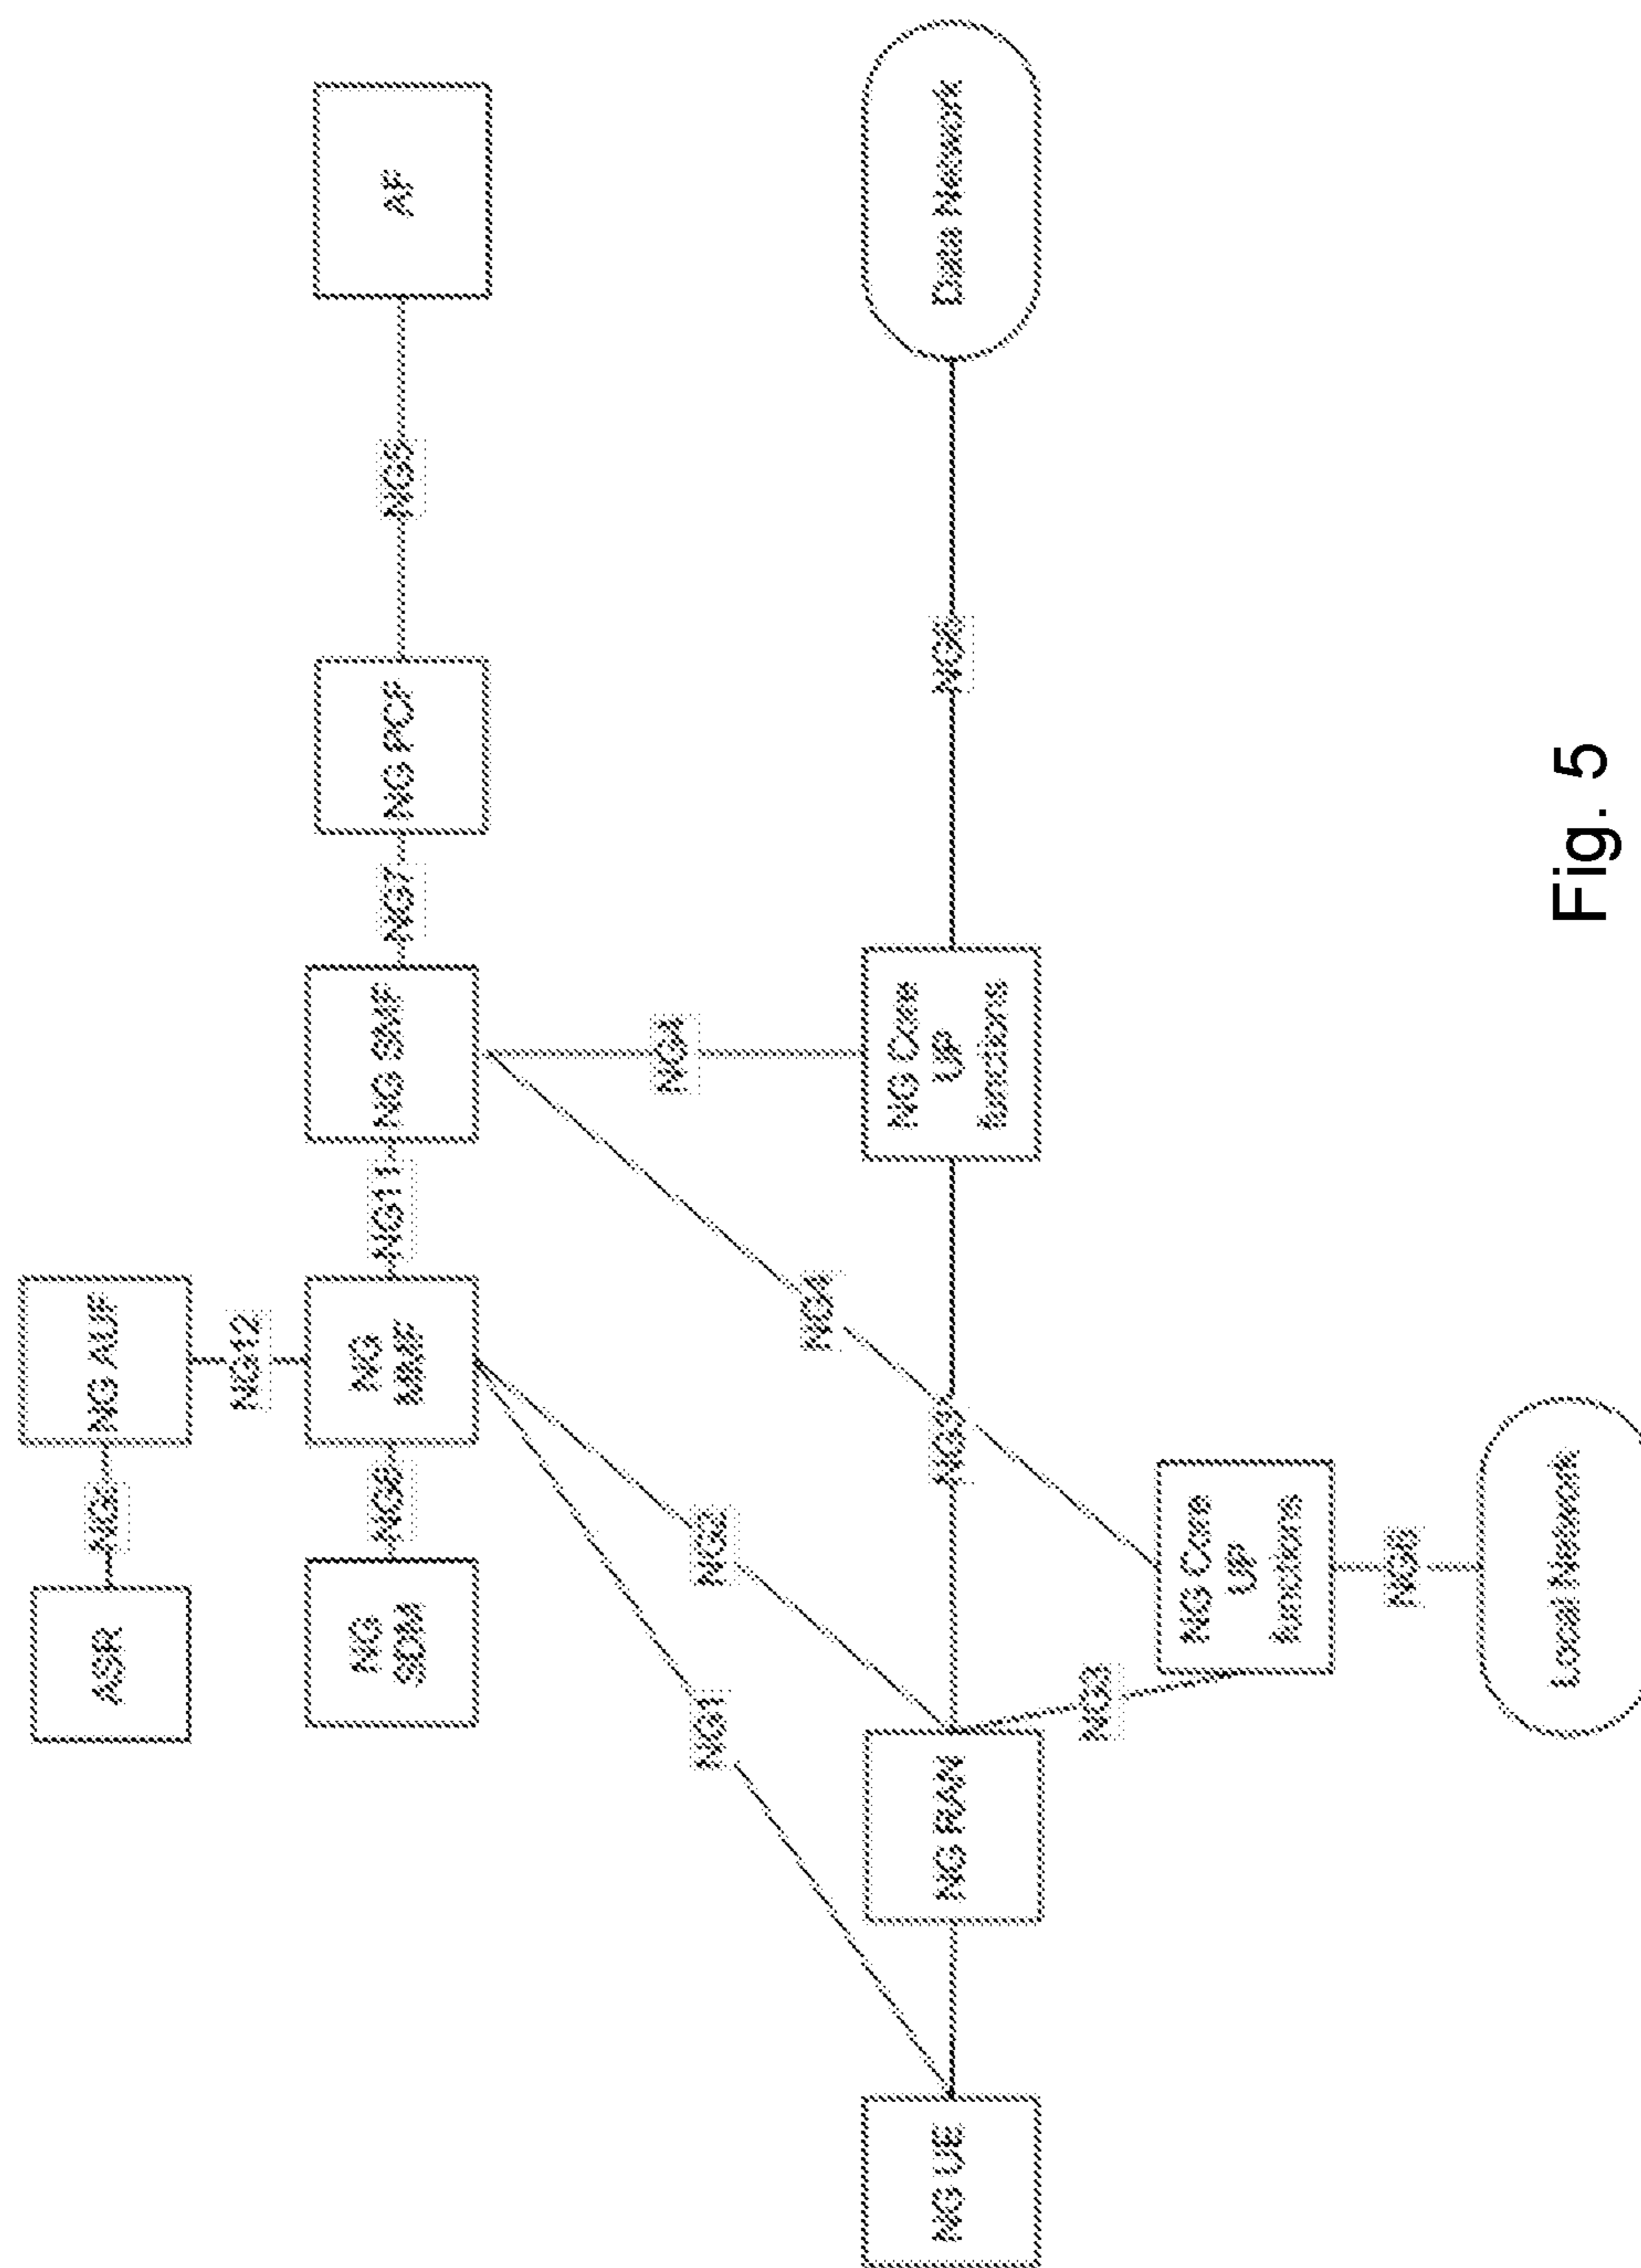 ASR
NG AUF
NG12
NG
SDM
NG
MMF
NG11
NG SMF
NG7
NG PCF
NG5
AF
NG1
NG2
NG4
NG4
NG UE
NG RAN
NG3
NG Core
UP
functions
NG6
Data Network
NG3
NG Core
UP
functions
NG6
Local Network
Fig. 5